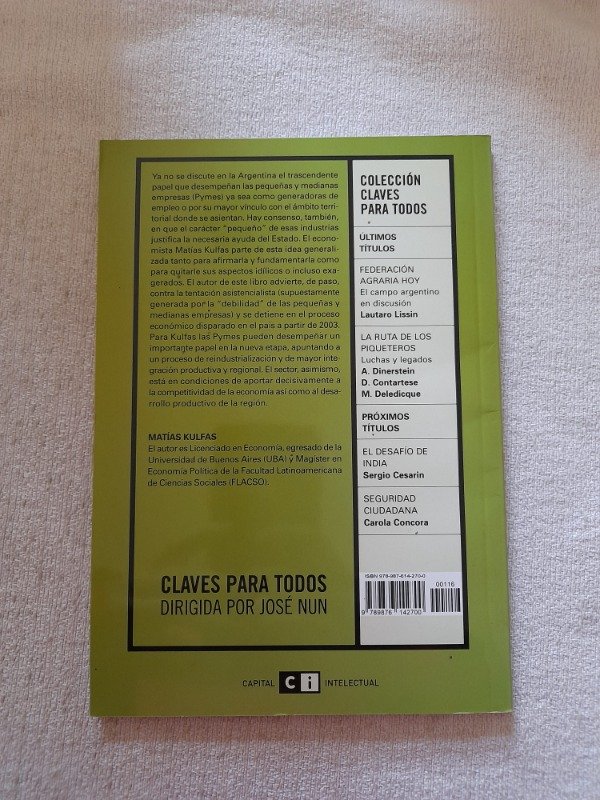 Ya no se discute en la Argentina el trascendente
papel que desempeñan las pequeñas y medianas
empresas (Pymes) ya sea como generadoras de
empleo o por su mayor vínculo con el ámbito terri-
torial donde se asientan. Hay consenso, también,
en que el carácter "pequeño" de esas industrias
justifica la necesaria ayuda del Estado. El econo-
mista Matías Kulfas parte de esta idea generali-
zada tanto para afirmarla y fundamentarla como
para quitarle sus aspectos idílicos o incluso exa-
gerados. El autor de este libro advierte, de paso,
contra la tentación asistencialista (supuestamente
generada por la "debilidad" de las pequeñas y
medianas empresas) y se detiene en el proceso
económico disparado en el país a partir de 2003.
Para Kulfas las Pymes pueden desempeñar un
importante papel en la nueva etapa, apuntando a
un proceso de reindustrialización y de mayor inte-
gración productiva y regional. El sector, asimismo,
está en condiciones de aportar decisivamente a
la competitividad de la economía así como al desa-
rrollo productivo de la región.
MATÍAS KULFAS
El autor es Licenciado en Economía, egresado de la
Universidad de Buenos Aires (UBA) y Magister en
Economía Política de la Facultad Latinoamericana
de Ciencias Sociales (FLACSO).
CLAVES PARA TODOS
DIRIGIDA POR JOSÉ NUN
COLECCIÓN
CLAVES
PARA TODOS
ÚLTIMOS
TÍTULOS
FEDERACIÓN
AGRARIA HOY
El campo argentino
en discusión
Lautaro Lissin
LA RUTA DE LOS
PIQUETEROS
Luchas y legados
A. Dinerstein
D. Contartese
M. Deledicque
PRÓXIMOS
TÍTULOS
EL DESAFÍO DE
INDIA
Sergio Cesarin
SEGURIDAD
CIUDADANA
Carola Concora
ISBN 978-987-614-270-0
00116
9 789876 142700
CAPITAL Ci INTELECTUAL